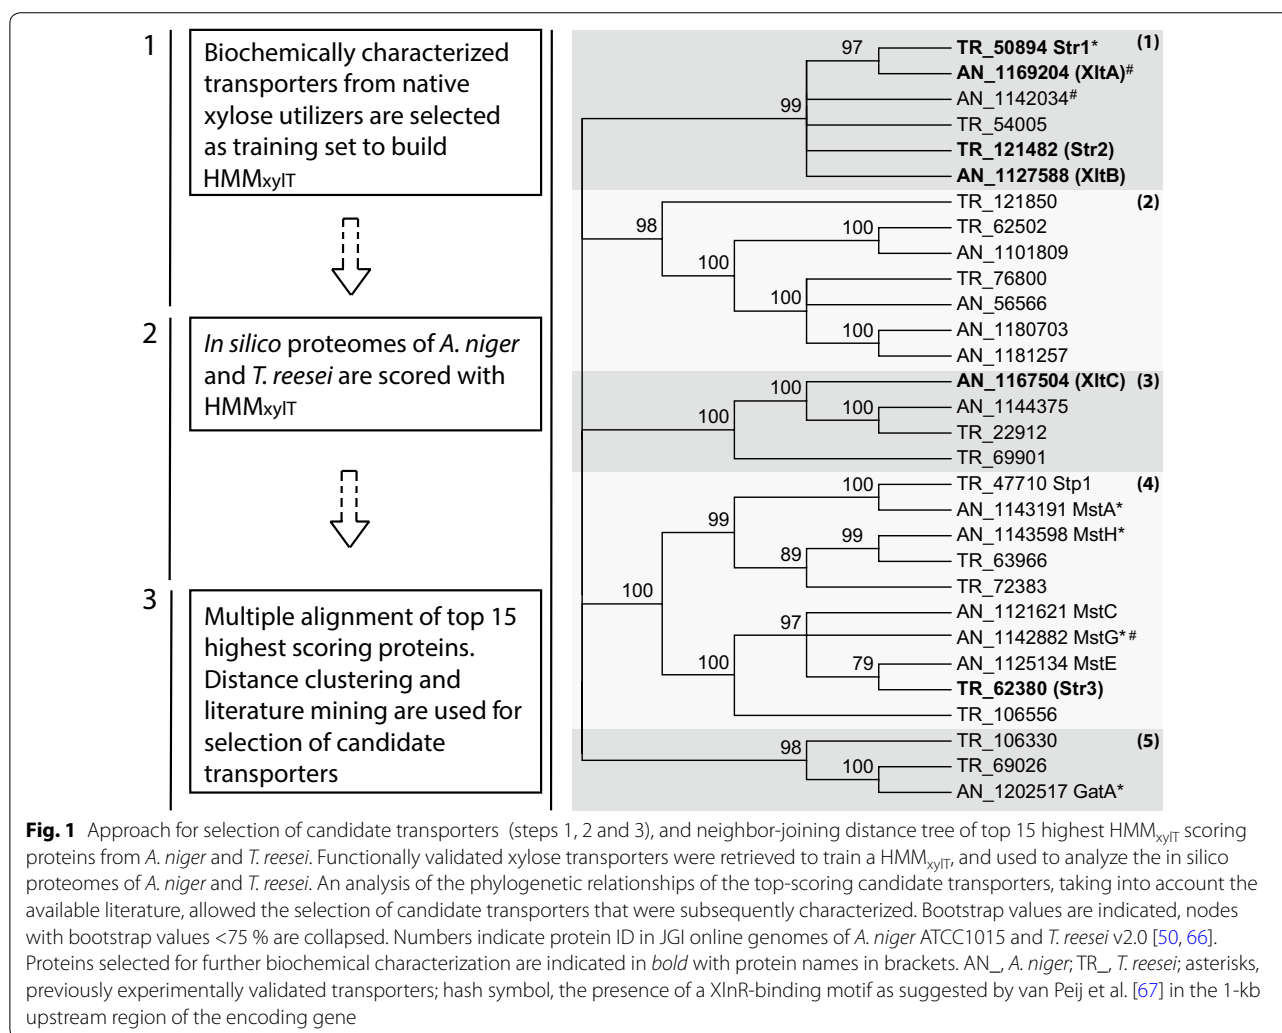 1
Biochemically characterized
transporters from native
xylose utilizers are selected
as training set to build
HMMxylT
2
In silico proteomes of A. niger
and T. reesei are scored with
HMMxylT
3
Multiple alignment of top 15
highest scoring proteins.
Distance clustering and
literature mining are used for
selection of candidate
transporters
97
TR_50894 Str1*
(1)
AN_1169204 (XltA)#
99
AN_1142034#
TR_54005
TR_121482 (Str2)
AN_1127588 (XltB)
TR_121850
(2)
98
100
TR_62502
AN_1101809
100
TR_76800
100
AN_56566
100
AN_1180703
AN_1181257
100
AN_1167504 (XltC)
(3)
100
100
AN_1144375
TR_22912
TR_69901
100
TR_47710 Stp1
(4)
99
AN_1143191 MstA*
99
AN_1143598 MstH*
89
TR_63966
TR_72383
100
97
AN_1121621 MstC
AN_1142882 MstG*#
100
79
AN_1125134 MstE
TR_62380 (Str3)
TR_106556
98
TR_106330
(5)
100
TR_69026
AN_1202517 GatA*
Fig. 1 Approach for selection of candidate transporters (steps 1, 2 and 3), and neighbor-joining distance tree of top 15 highest HMMxylT scoring
proteins from A. niger and T. reesei. Functionally validated xylose transporters were retrieved to train a HMMxylT, and used to analyze the in silico
proteomes of A. niger and T. reesei. An analysis of the phylogenetic relationships of the top-scoring candidate transporters, taking into account the
available literature, allowed the selection of candidate transporters that were subsequently characterized. Bootstrap values are indicated, nodes
with bootstrap values <75 % are collapsed. Numbers indicate protein ID in JGI online genomes of A. niger ATCC1015 and T. reesei v2.0 [50, 66].
Proteins selected for further biochemical characterization are indicated in bold with protein names in brackets. AN_, A. niger; TR_, T. reesei; asterisks,
previously experimentally validated transporters; hash symbol, the presence of a XlnR-binding motif as suggested by van Peij et al. [67] in the 1-kb
upstream region of the encoding gene